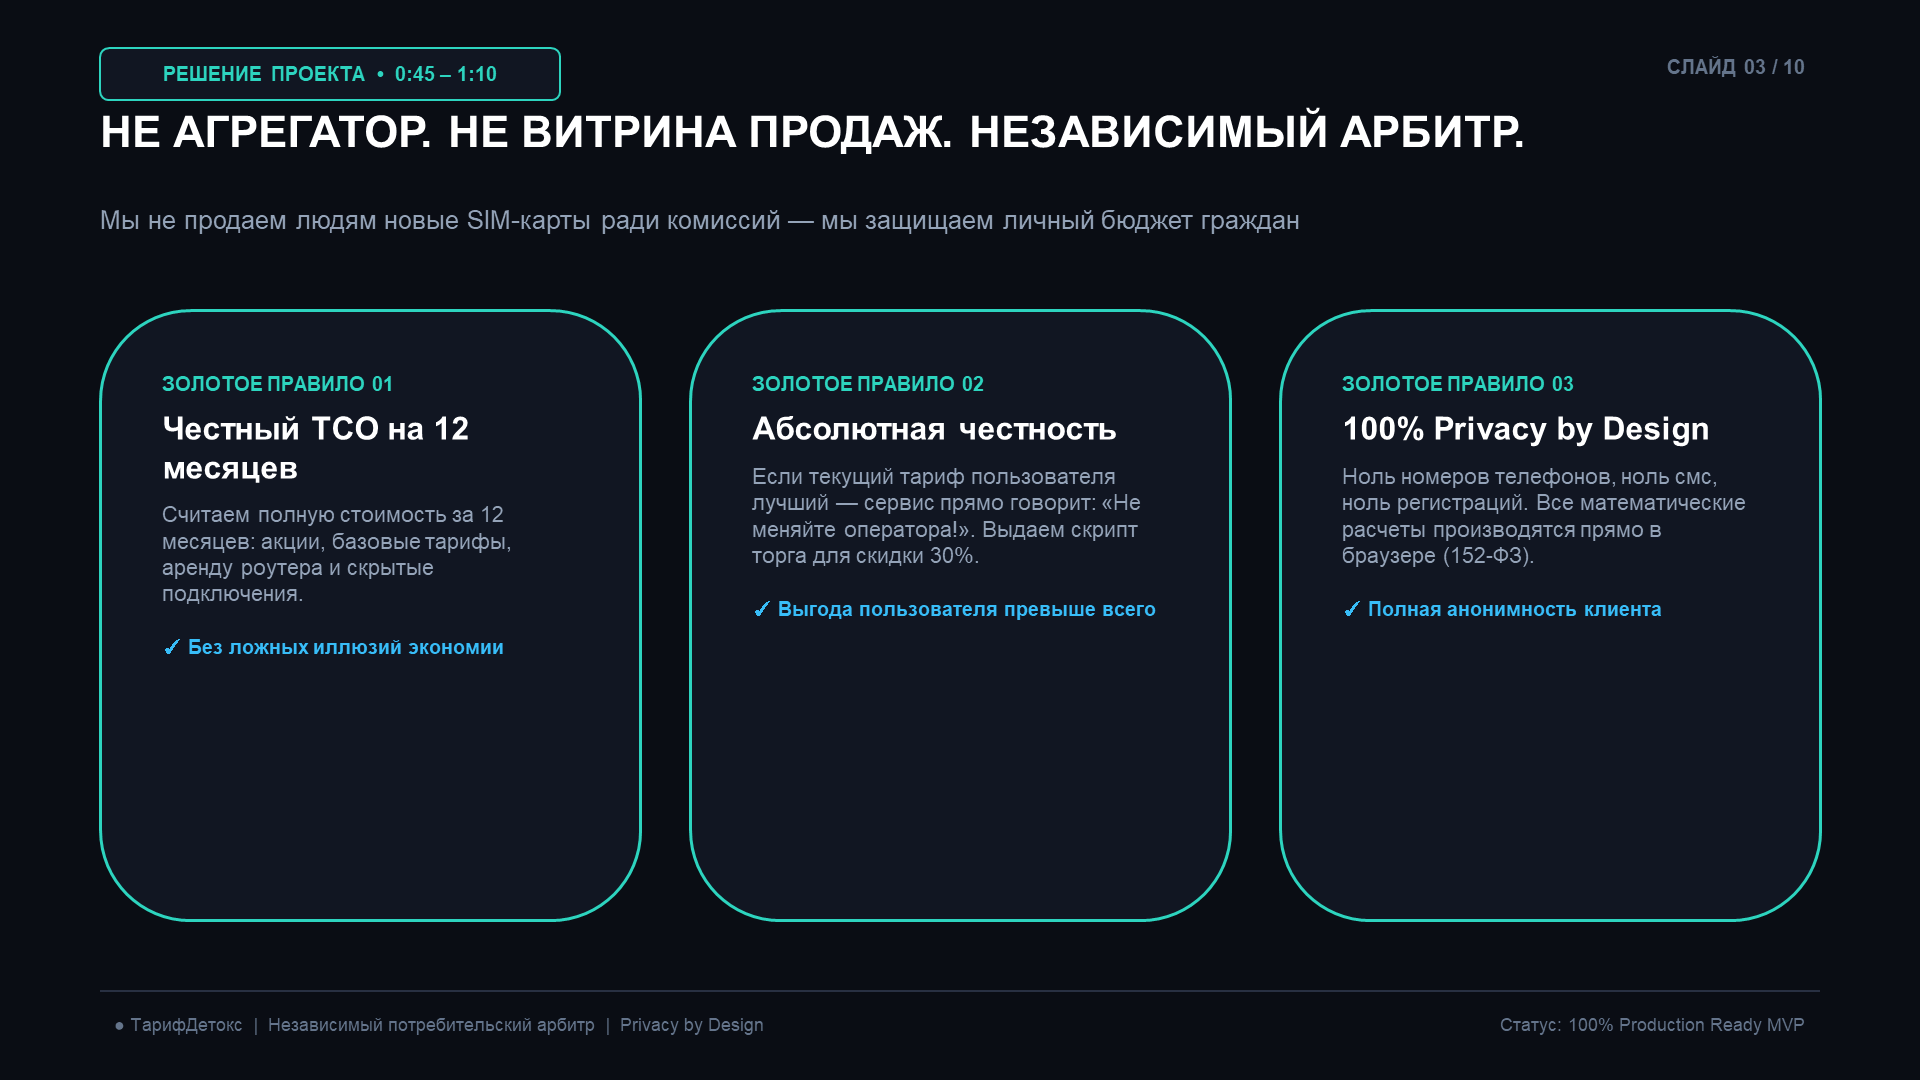 РЕШЕНИЕ ПРОЕКТА • 0:45 – 1:10
СЛАЙД 03 / 10
НЕ АГРЕГАТОР. НЕ ВИТРИНА ПРОДАЖ. НЕЗАВИСИМЫЙ АРБИТР.
Мы не продаем людям новые SIM-карты ради комиссий — мы защищаем личный бюджет граждан
ЗОЛОТОЕ ПРАВИЛО 01
Честный ТСО на 12
месяцев
Считаем полную стоимость за 12
месяцев: акции, базовые тарифы,
аренду роутера и скрытые
подключения.
✓ Без ложных иллюзий экономии
ЗОЛОТОЕ ПРАВИЛО 02
Абсолютная честность
Если текущий тариф пользователя
лучший — сервис прямо говорит: «Не
меняйте оператора!». Выдаем скрипт
торга для скидки 30%.
✓ Выгода пользователя превыше всего
ЗОЛОТОЕ ПРАВИЛО 03
100% Privacy by Design
Ноль номеров телефонов, ноль смс,
ноль регистраций. Все математические
расчеты производятся прямо в
браузере (152-ФЗ).
✓ Полная анонимность клиента
● ТарифДетокс | Независимый потребительский арбитр | Privacy by Design
Статус: 100% Production Ready MVP